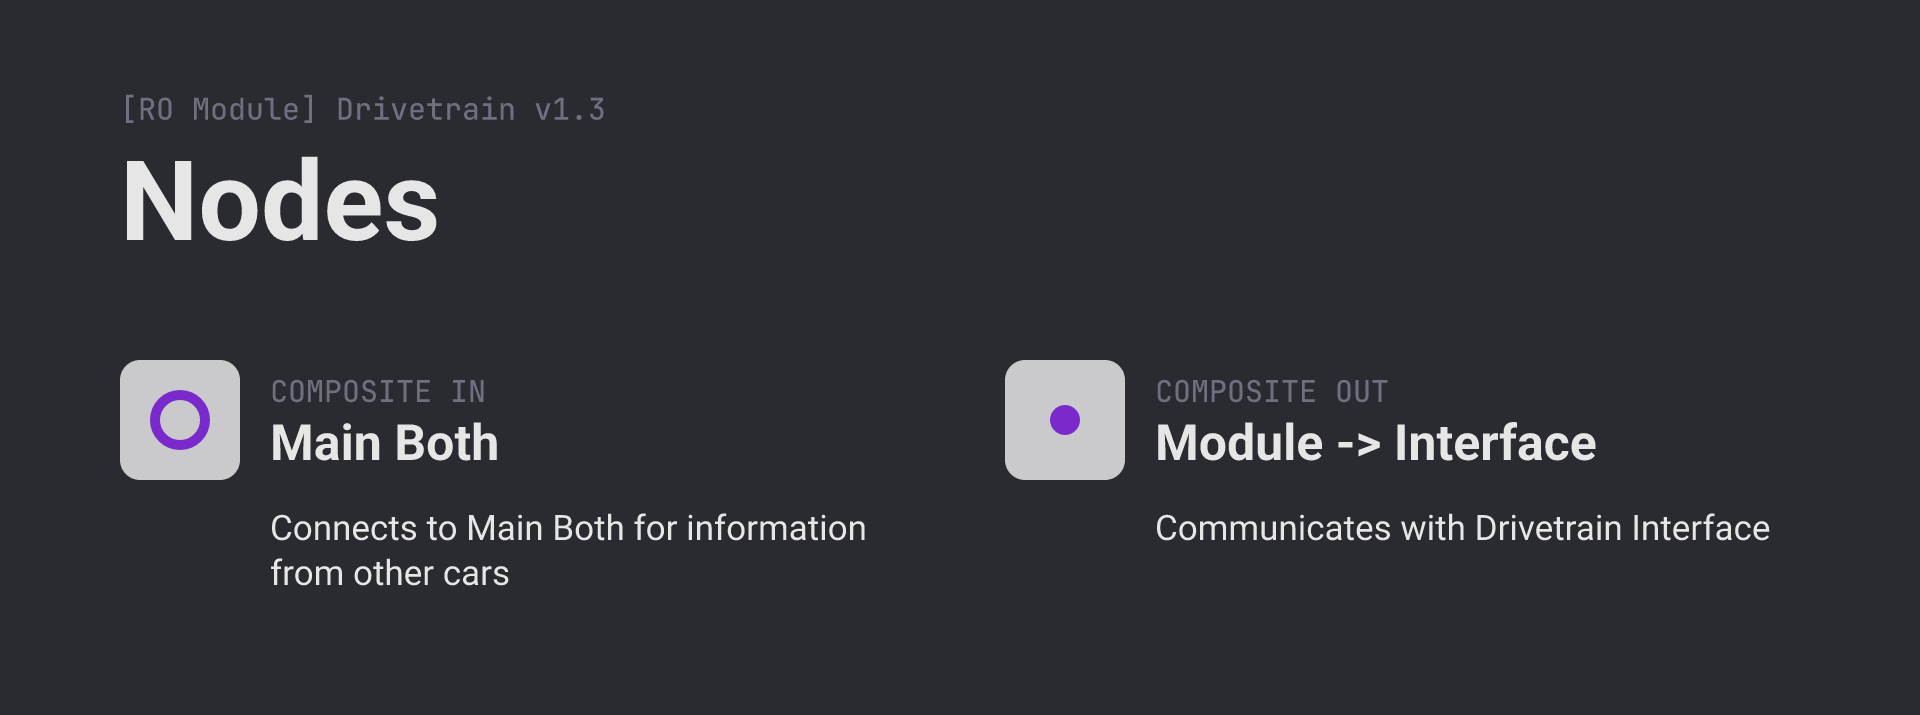 [RO Module] Drivetrain v1.3
Nodes
COMPOSITE IN
Main Both
Connects to Main Both for information
from other cars
COMPOSITE OUT
Module -> Interface
Communicates with Drivetrain Interface